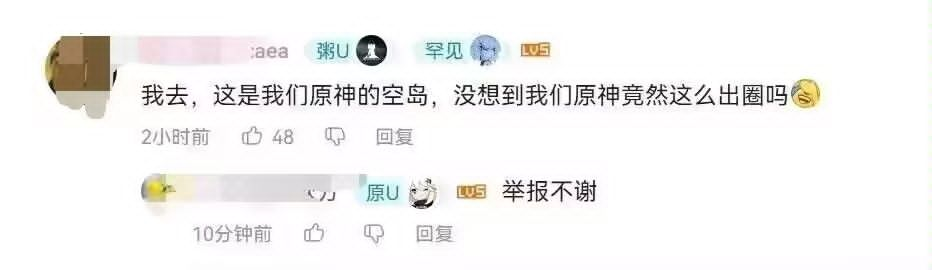 aea 粥U 罕见 LV5
我去，这是我们原神的空岛，没想到我们原神竟然这么出圈吗
2小时前 48 回复
原U LV5 举报不谢
10分钟前 回复